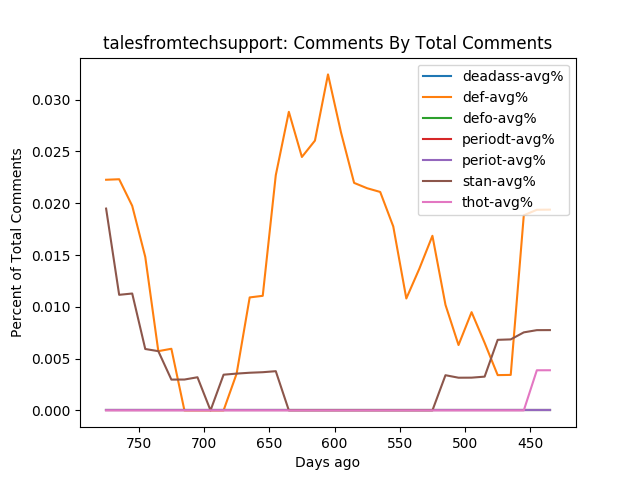 talesfromtechsupport: Comments By Total Comments
deadass-avg%
def-avg%
defo-avg%
periodt-avg%
periot-avg%
stan-avg%
thot-avg%
Percent of Total Comments
0.030
0.025
0.020
0.015
0.010
0.005
0.000
750 700 650 600 550 500 450
Days ago